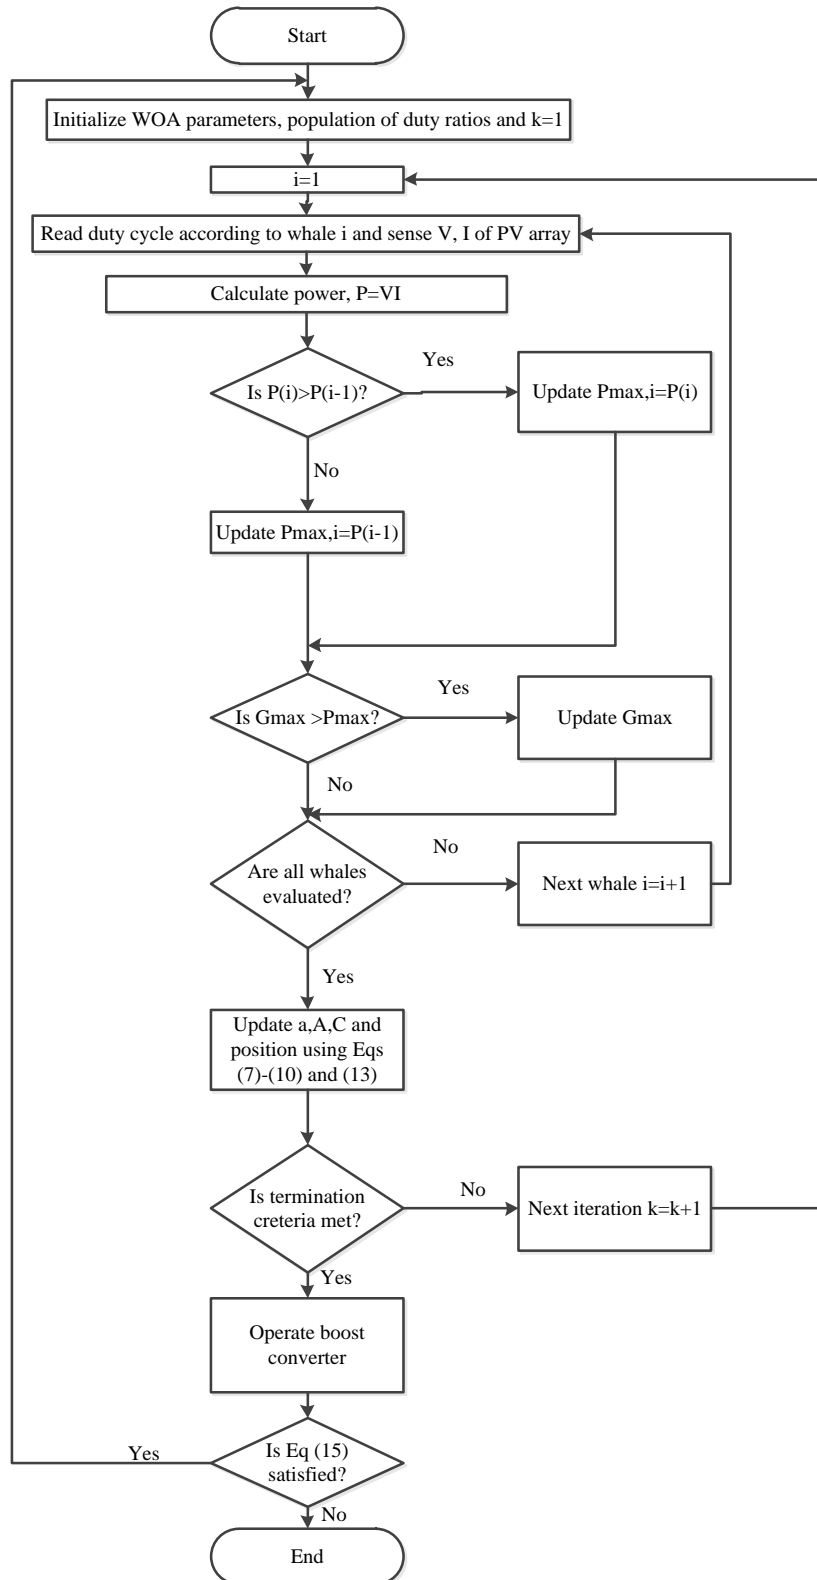 Start
Initialize WOA parameters, population of duty ratios and k=1
i=1
Read duty cycle according to whale i and sense V, I of PV array
Calculate power, P=VI
Is P(i)>P(i-1)?
Yes
Update Pmax,i=P(i)
No
Update Pmax,i=P(i-1)
Is Gmax >Pmax?
Yes
Update Gmax
No
Are all whales
evaluated?
No
Next whale i=i+1
Yes
Update a,A,C and
position using Eqs
(7)-(10) and (13)
Is termination
creteria met?
No
Next iteration k=k+1
Yes
Operate boost
converter
Is Eq (15)
satisfied?
Yes
No
End